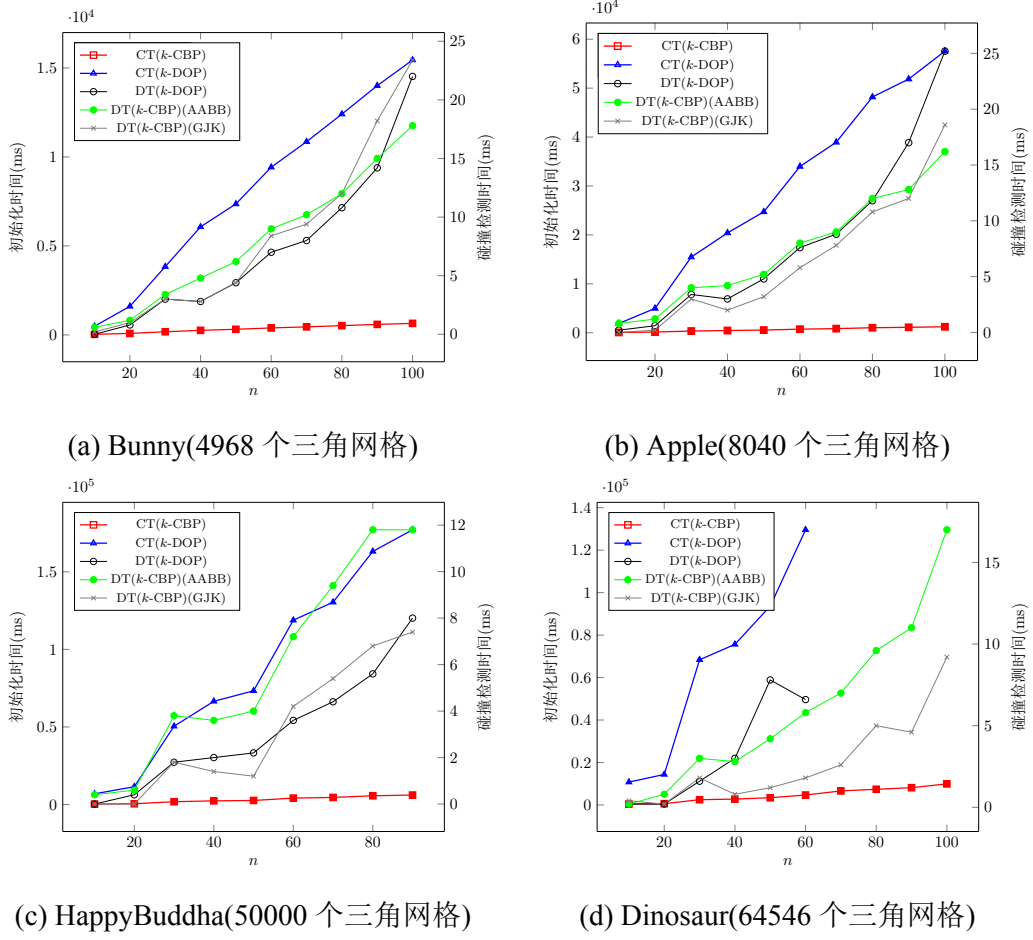 ·10⁴
CT(k-CBP)
CT(k-DOP)
DT(k-DOP)
DT(k-CBP)(AABB)
DT(k-CBP)(GJK)
1.5
1
0.5
0
初始化时间(ms)
25
20
15
10
5
0
碰撞检测时间(ms)
20 40 60 80 100
n
(a) Bunny(4968 个三角网格)
·10⁴
CT(k-CBP)
CT(k-DOP)
DT(k-DOP)
DT(k-CBP)(AABB)
DT(k-CBP)(GJK)
6
5
4
3
2
1
0
初始化时间(ms)
25
20
15
10
5
0
碰撞检测时间(ms)
20 40 60 80 100
n
(b) Apple(8040 个三角网格)
·10⁵
CT(k-CBP)
CT(k-DOP)
DT(k-DOP)
DT(k-CBP)(AABB)
DT(k-CBP)(GJK)
1.5
1
0.5
0
初始化时间(ms)
12
10
8
6
4
2
0
碰撞检测时间(ms)
20 40 60 80
n
(c) HappyBuddha(50000 个三角网格)
·10⁵
CT(k-CBP)
CT(k-DOP)
DT(k-DOP)
DT(k-CBP)(AABB)
DT(k-CBP)(GJK)
1.4
1.2
1
0.8
0.6
0.4
0.2
0
初始化时间(ms)
15
10
5
0
碰撞检测时间(ms)
20 40 60 80 100
n
(d) Dinosaur(64546 个三角网格)